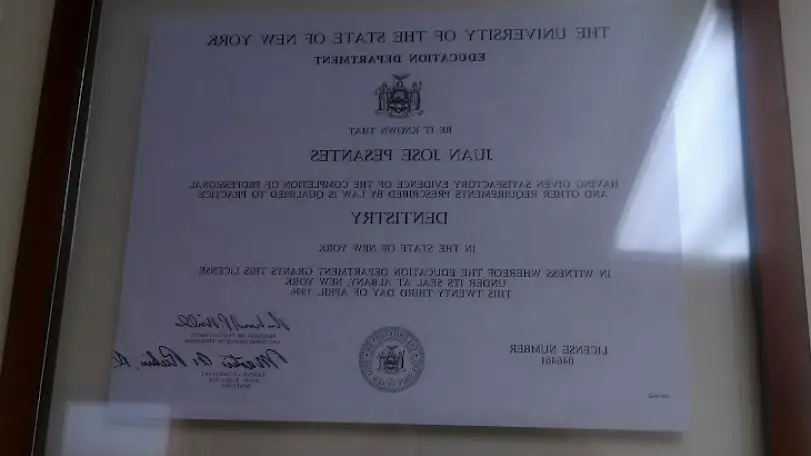 THE UNIVERSITY OF THE STATE OF NEW YORK
EDUCATION DEPARTMENT
BE IT KNOWN THAT
JUAN JOSE PESANTES
HAVING GIVEN SATISFACTORY EVIDENCE OF THE COMPLETION OF PROFESSIONAL
AND OTHER REQUIREMENTS PRESCRIBED BY LAW IS QUALIFIED TO PRACTICE
DENTISTRY
IN THE STATE OF NEW YORK
IN WITNESS WHEREOF THE EDUCATION DEPARTMENT GRANTS THIS LICENSE
UNDER ITS SEAL AT ALBANY, NEW YORK
THIS TWENTY-THIRD DAY OF APRIL, 1996.
LICENSE NUMBER
046461